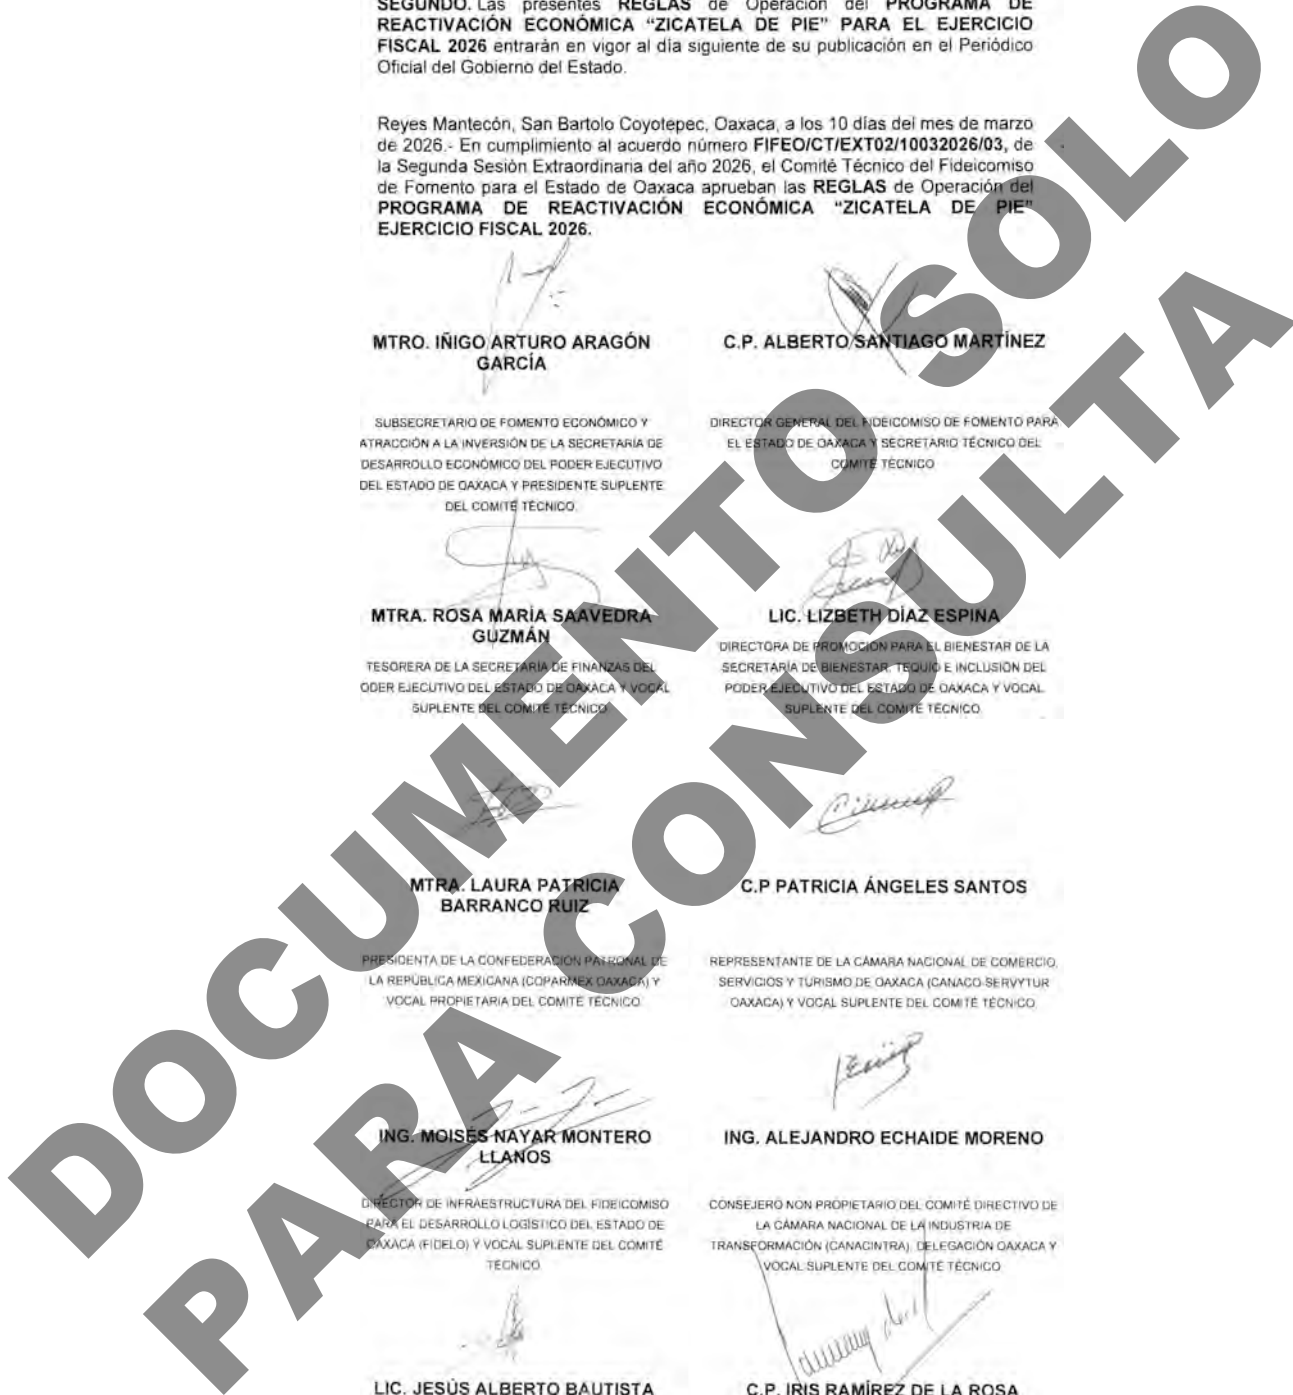 SEGUNDO. Las presentes REGLAS de Operación del PROGRAMA DE
REACTIVACIÓN ECONÓMICA “ZICATELA DE PIE” PARA EL EJERCICIO
FISCAL 2026 entrarán en vigor al día siguiente de su publicación en el Periódico
Oficial del Gobierno del Estado.
Reyes Mantecón, San Bartolo Coyotepec, Oaxaca, a los 10 días del mes de marzo
de 2026.- En cumplimiento al acuerdo número FIFEO/CT/EXT02/10032026/03, de
la Segunda Sesión Extraordinaria del año 2026, el Comité Técnico del Fideicomiso
de Fomento para el Estado de Oaxaca aprueban las REGLAS de Operación del
PROGRAMA DE REACTIVACIÓN ECONÓMICA “ZICATELA DE PIE”
EJERCICIO FISCAL 2026.
MTRO. IÑIGO ARTURO ARAGÓN
GARCÍA
SUBSECRETARIO DE FOMENTO ECONÓMICO Y
ATRACCIÓN A LA INVERSIÓN DE LA SECRETARÍA DE
DESARROLLO ECONÓMICO DEL PODER EJECUTIVO
DEL ESTADO DE OAXACA Y PRESIDENTE SUPLENTE
DEL COMITÉ TÉCNICO.
C.P. ALBERTO SANTIAGO MARTÍNEZ
DIRECTOR GENERAL DEL FIDEICOMISO DE FOMENTO PARA
EL ESTADO DE OAXACA Y SECRETARIO TÉCNICO DEL
COMITÉ TÉCNICO
MTRA. ROSA MARÍA SAAVEDRA
GUZMÁN
TESORERA DE LA SECRETARÍA DE FINANZAS DEL
ODER EJECUTIVO DEL ESTADO DE OAXACA Y VOCAL
SUPLENTE DEL COMITÉ TÉCNICO
LIC. LIZBETH DÍAZ ESPINA
DIRECTORA DE PROMOCIÓN PARA EL BIENESTAR DE LA
SECRETARÍA DE BIENESTAR, TEQUIO E INCLUSIÓN DEL
PODER EJECUTIVO DEL ESTADO DE OAXACA Y VOCAL
SUPLENTE DEL COMITÉ TÉCNICO
MTRA. LAURA PATRICIA
BARRANCO RUIZ
PRESIDENTA DE LA CONFEDERACIÓN PATRONAL DE
LA REPÚBLICA MEXICANA (COPARMEX OAXACA) Y
VOCAL PROPIETARIA DEL COMITÉ TÉCNICO
C.P PATRICIA ÁNGELES SANTOS
REPRESENTANTE DE LA CÁMARA NACIONAL DE COMERCIO,
SERVICIOS Y TURISMO DE OAXACA (CANACO-SERVYTUR
OAXACA) Y VOCAL SUPLENTE DEL COMITÉ TÉCNICO.
ING. MOISÉS NAYAR MONTERO
LLANOS
DIRECTOR DE INFRAESTRUCTURA DEL FIDEICOMISO
PARA EL DESARROLLO LOGÍSTICO DEL ESTADO DE
OAXACA (FIDELO) Y VOCAL SUPLENTE DEL COMITÉ
TÉCNICO
ING. ALEJANDRO ECHAIDE MORENO
CONSEJERO NON PROPIETARIO DEL COMITÉ DIRECTIVO DE
LA CÁMARA NACIONAL DE LA INDUSTRIA DE
TRANSFORMACIÓN (CANACINTRA), DELEGACIÓN OAXACA Y
VOCAL SUPLENTE DEL COMITÉ TÉCNICO
LIC. JESÚS ALBERTO BAUTISTA
C.P. IRIS RAMÍREZ DE LA ROSA
DOCUMENTO SOLO
PARA CONSULTA